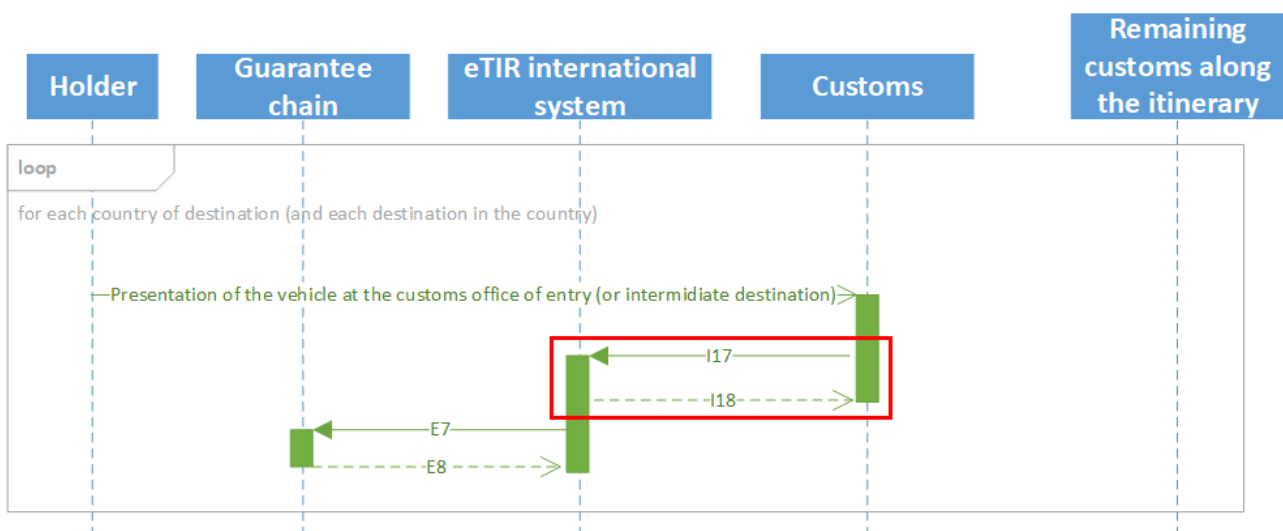 Holder
Guarantee
chain
eTIR international
system
Customs
Remaining
customs along
the itinerary
loop
for each country of destination (and each destination in the country)
Presentation of the vehicle at the customs office of entry (or intermidiate destination)
I17
I18
E7
E8